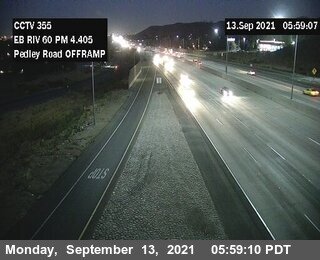 CCTV 355
EB RIV 60 PM 4.405
Pedley Road OFFRAMP
13.Sep 2021 05:59:07
STOP
Monday, September 13, 2021 05:59:10 PDT